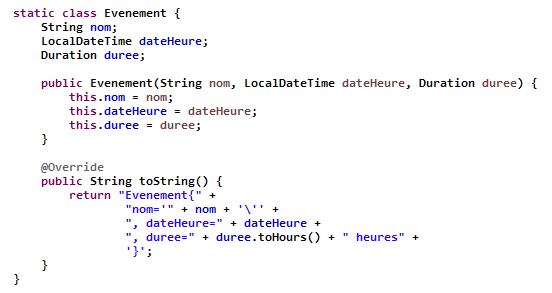 static class Evenement {
    String nom;
    LocalDateTime dateHeure;
    Duration duree;

    public Evenement(String nom, LocalDateTime dateHeure, Duration duree) {
        this.nom = nom;
        this.dateHeure = dateHeure;
        this.duree = duree;
    }

    @Override
    public String toString() {
        return "Evenement{" +
                "nom='" + nom + '\'' +
                ", dateHeure=" + dateHeure +
                ", duree=" + duree.toHours() + " heures" +
                '}';
    }
}